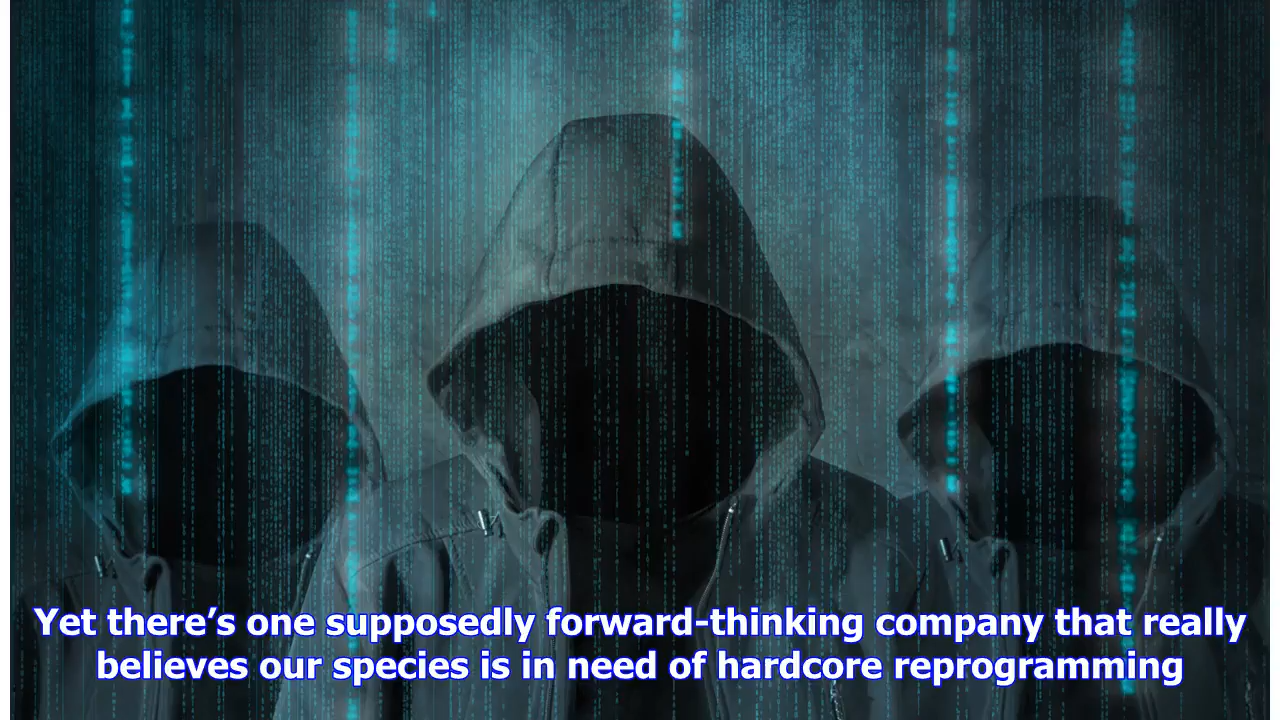 Yet there’s one supposedly forward-thinking company that really
believes our species is in need of hardcore reprogramming